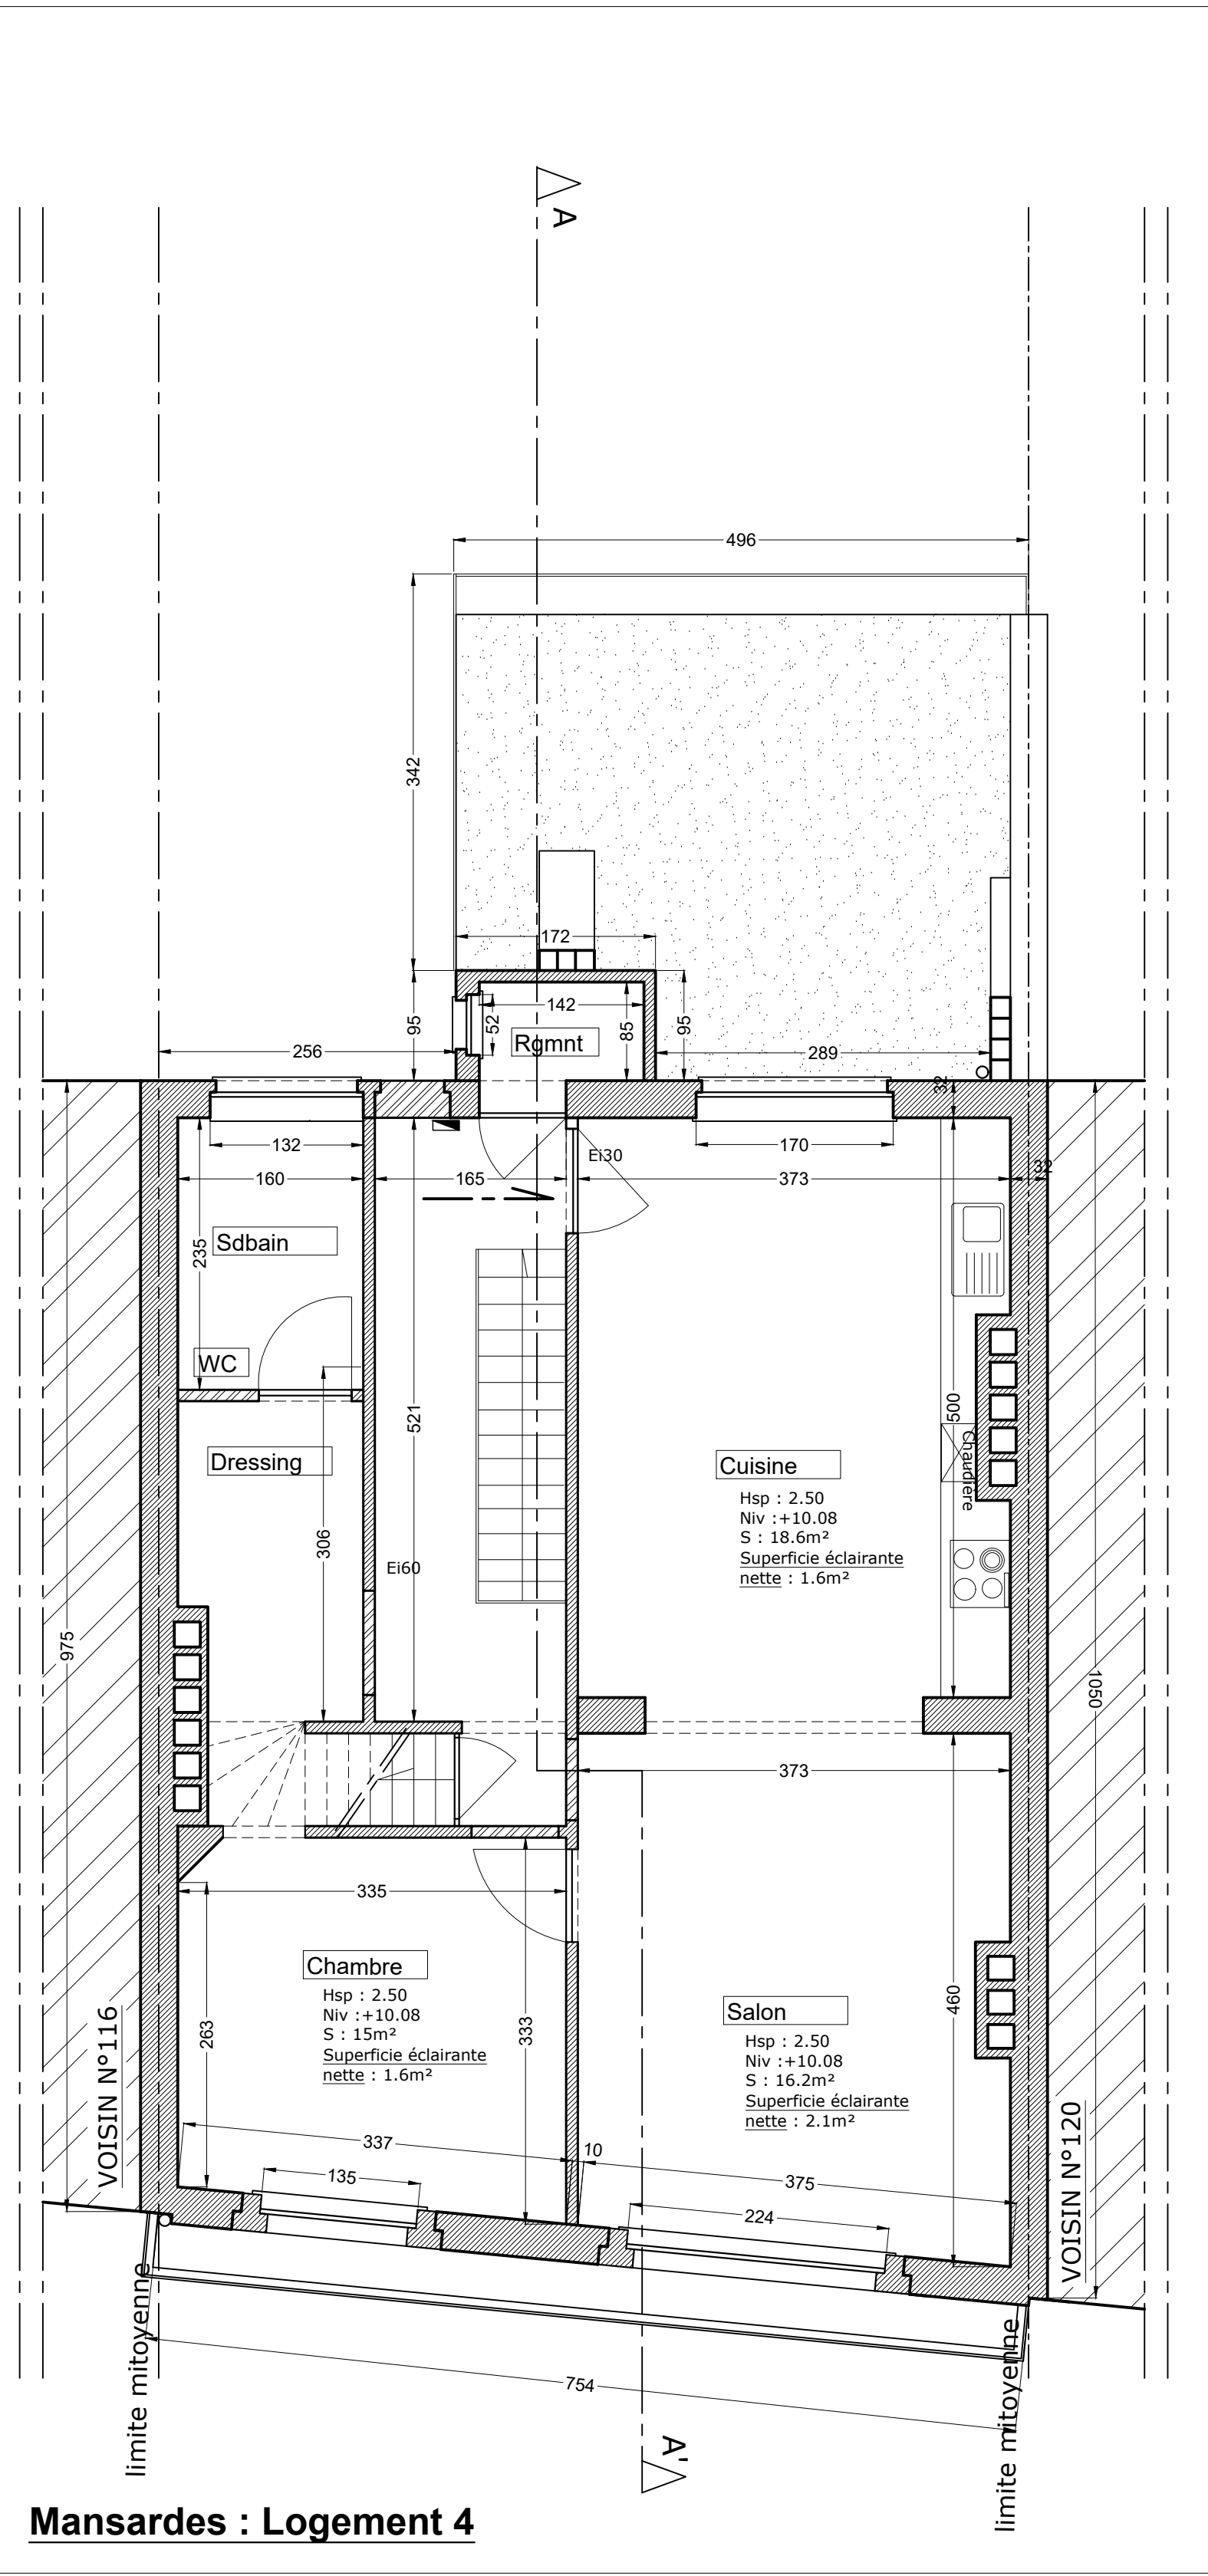 A
496
342
172
142
52
85
95
95
Rgmnt
256
289
32
132
170
Ei30
160
165
373
32
Sdbain
235
WC
521
500
Dressing
Cuisine
Chaudière
Hsp : 2.50
Niv :+10.08
S : 18.6m²
Superficie éclairante
nette : 1.6m²
306
Ei60
975
1050
373
335
Chambre
Hsp : 2.50
Niv :+10.08
S : 15m²
Superficie éclairante
nette : 1.6m²
263
333
460
Salon
Hsp : 2.50
Niv :+10.08
S : 16.2m²
Superficie éclairante
nette : 2.1m²
VOISIN N°116
VOISIN N°120
337
10
135
375
224
limite mitoyenne
754
limite mitoyenne
A'
Mansardes : Logement 4